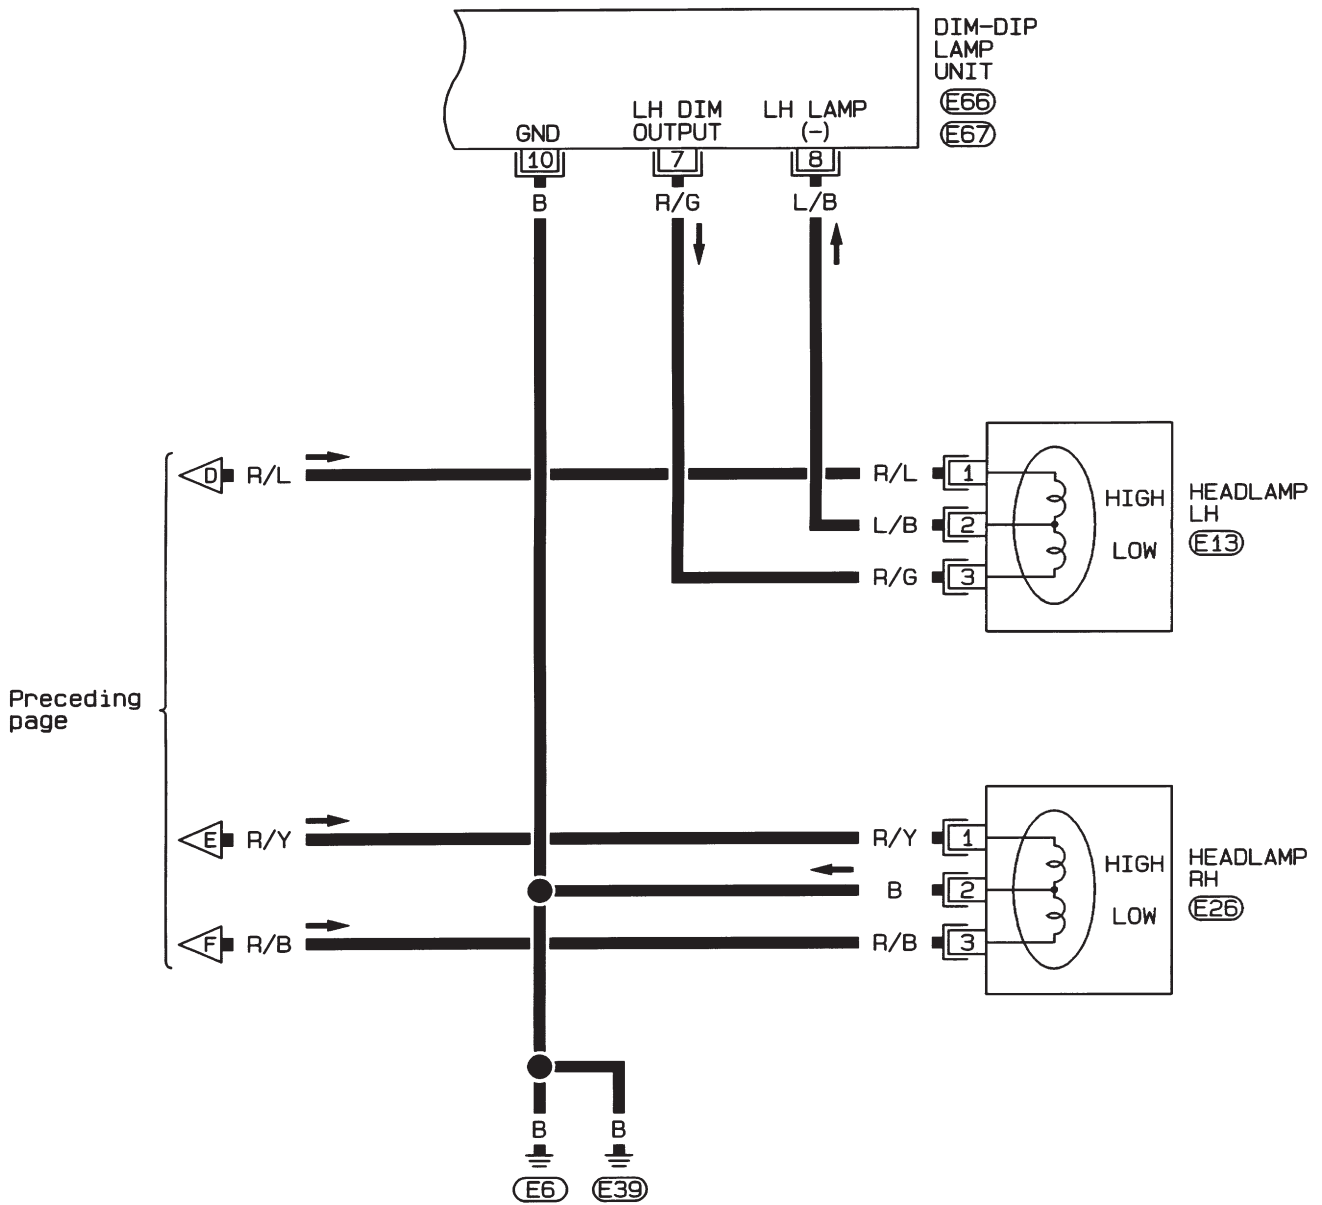 DIM-DIP
LAMP
UNIT
E66
E67
GND
LH DIM
OUTPUT
LH LAMP
(-)
10
7
8
B
R/G
L/B
D
R/L
R/L
1
L/B
2
R/G
3
HIGH
LOW
HEADLAMP
LH
E13
Preceding
page
E
R/Y
R/Y
1
B
2
F
R/B
R/B
3
HIGH
LOW
HEADLAMP
RH
E26
B
B
E6
E39